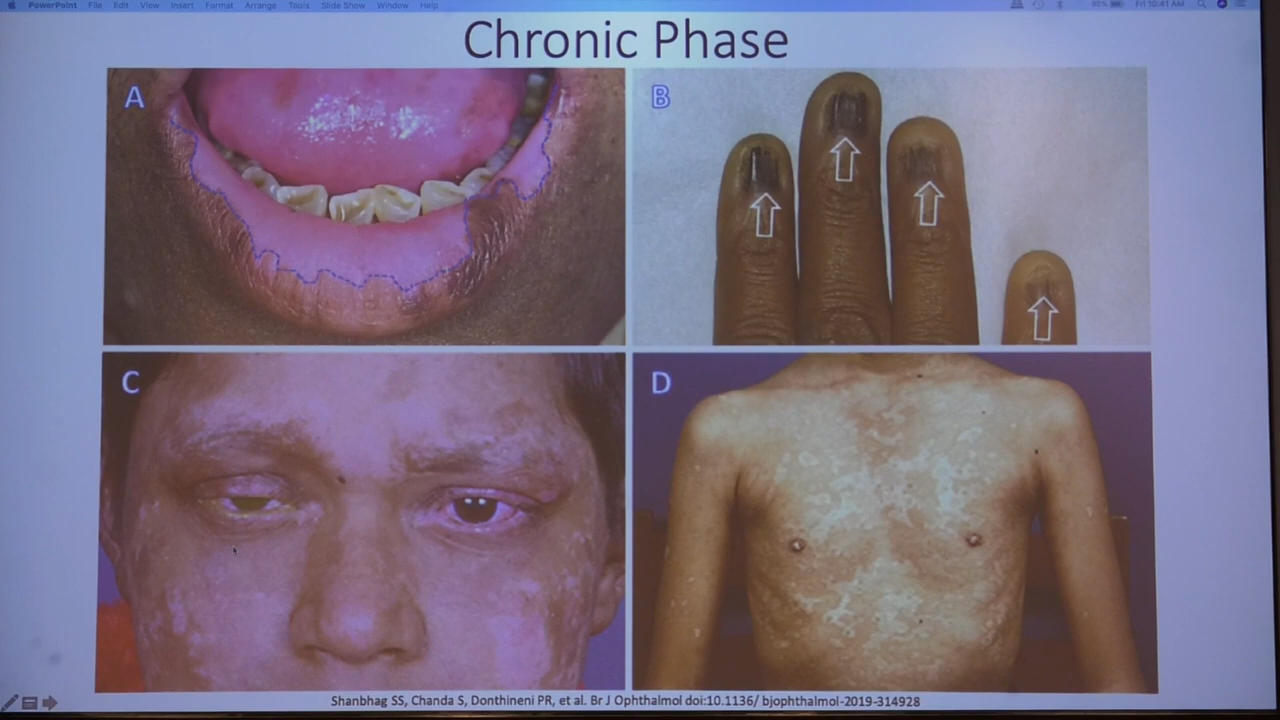 PowerPoint File Edit View Insert Format Arrange Tools Slide Show Window Help 95% Fri 10:41 AM
Chronic Phase
A
B
C
D
Shanbhag SS, Chanda S, Donthineni PR, et al. Br J Ophthalmol doi:10.1136/ bjophthalmol-2019-314928